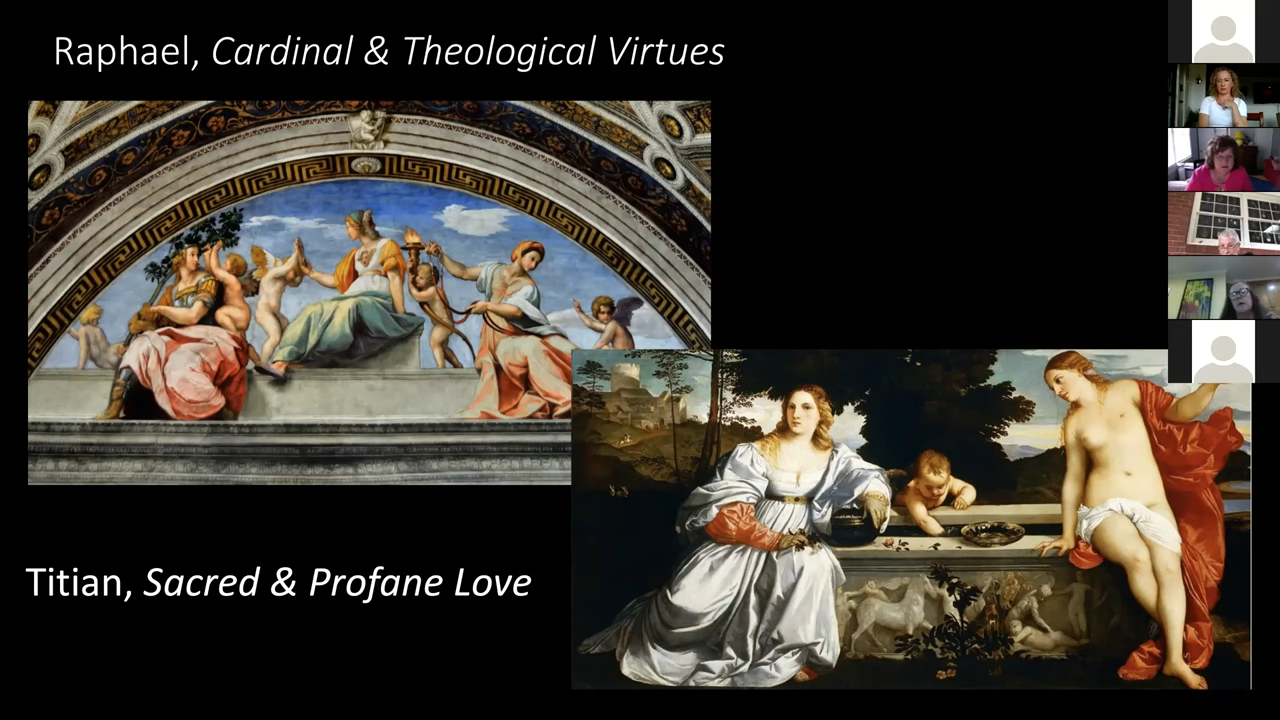 Raphael, Cardinal & Theological Virtues
Titian, Sacred & Profane Love